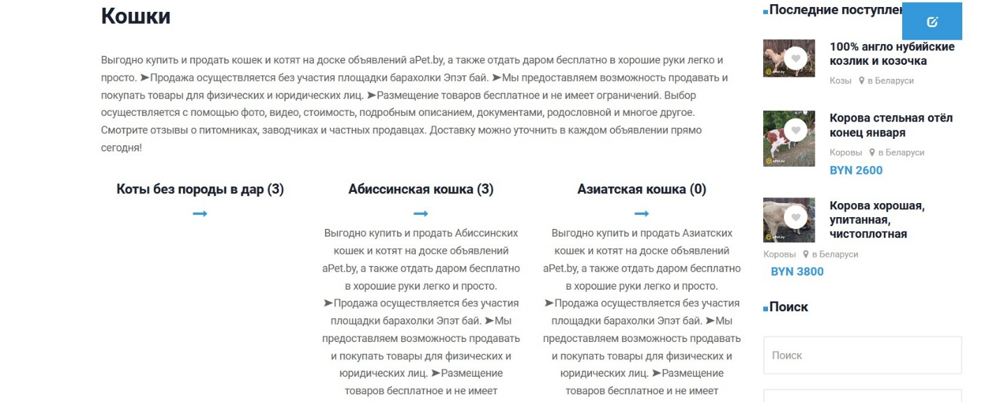 Кошки
Выгодно купить и продать кошек и котят на доске объявлений aPet.by, а также отдать даром бесплатно в хорошие руки легко и
просто. ➤Продажа осуществляется без участия площадки барахолки Эпэт бай. ➤Мы предоставляем возможность продавать и
покупать товары для физических и юридических лиц. ➤Размещение товаров бесплатное и не имеет ограничений. Выбор
осуществляется с помощью фото, видео, стоимость, подробным описанием, документами, родословной и многое другое.
Смотрите отзывы о питомниках, заводчиках и частных продавцах. Доставку можно уточнить в каждом объявлении прямо
сегодня!
Коты без породы в дар (3)
Абиссинская кошка (3)
Выгодно купить и продать Абиссинских
кошек и котят на доске объявлений
aPet.by, а также отдать даром бесплатно
в хорошие руки легко и просто.
➤Продажа осуществляется без участия
площадки барахолки Эпэт бай. ➤Мы
предоставляем возможность продавать
и покупать товары для физических и
юридических лиц. ➤Размещение
товаров бесплатное и не имеет
Азиатская кошка (0)
Выгодно купить и продать Азиатских
кошек и котят на доске объявлений
aPet.by, а также отдать даром бесплатно
в хорошие руки легко и просто.
➤Продажа осуществляется без участия
площадки барахолки Эпэт бай. ➤Мы
предоставляем возможность продавать
и покупать товары для физических и
юридических лиц. ➤Размещение
товаров бесплатное и не имеет
Последние
100% англо нубийские
козлик и козочка
Козы в Беларуси
aPet.by
Корова стельная отёл
конец января
Коровы в Беларуси
BYN 2600
aPet.by
Корова хорошая,
упитанная,
чистоплотная
aPet.by
Коровы в Беларуси
BYN 3800
Поиск
Поиск